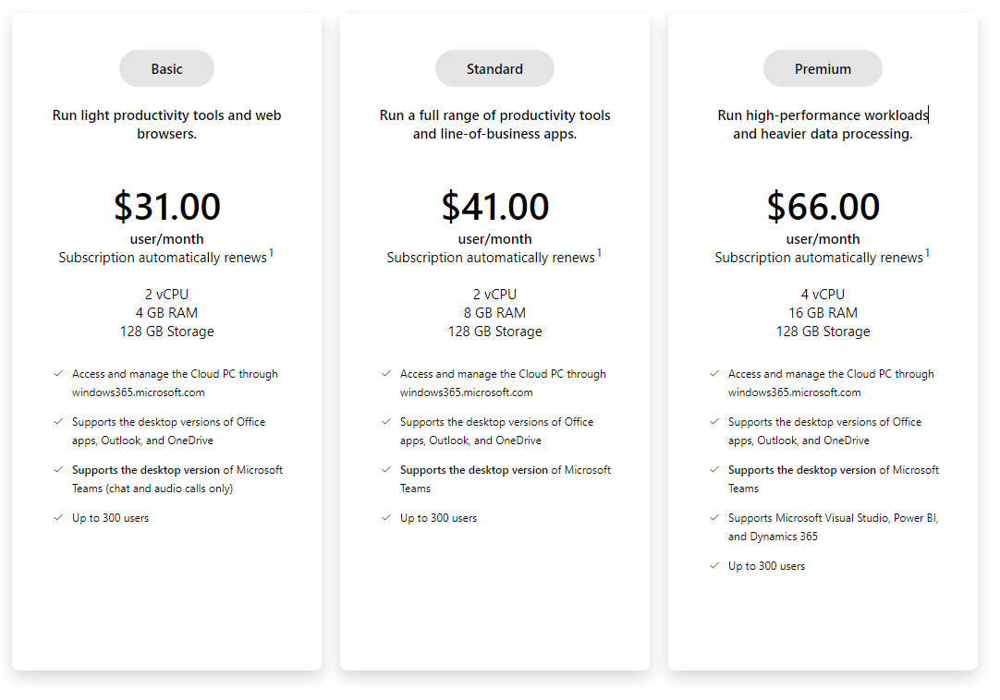 Basic
Run light productivity tools and web
browsers.
$31.00
user/month
Subscription automatically renews1
2 vCPU
4 GB RAM
128 GB Storage
Access and manage the Cloud PC through
windows365.microsoft.com
Supports the desktop versions of Office
apps, Outlook, and OneDrive
Supports the desktop version of Microsoft
Teams (chat and audio calls only)
Up to 300 users
Standard
Run a full range of productivity tools
and line-of-business apps.
$41.00
user/month
Subscription automatically renews1
2 vCPU
8 GB RAM
128 GB Storage
Access and manage the Cloud PC through
windows365.microsoft.com
Supports the desktop versions of Office
apps, Outlook, and OneDrive
Supports the desktop version of Microsoft
Teams
Up to 300 users
Premium
Run high-performance workloads
and heavier data processing.
$66.00
user/month
Subscription automatically renews1
4 vCPU
16 GB RAM
128 GB Storage
Access and manage the Cloud PC through
windows365.microsoft.com
Supports the desktop versions of Office
apps, Outlook, and OneDrive
Supports the desktop version of Microsoft
Teams
Supports Microsoft Visual Studio, Power BI,
and Dynamics 365
Up to 300 users